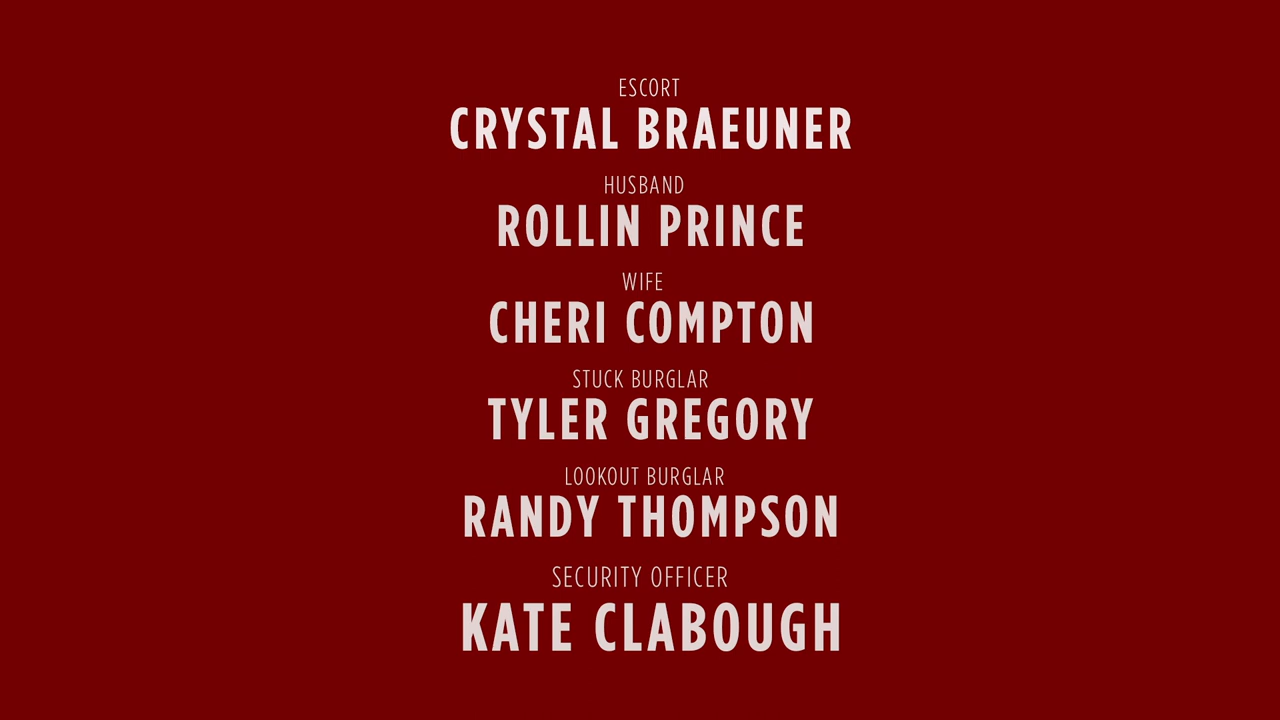 ESCORT
CRYSTAL BRAEUNER
HUSBAND
ROLLIN PRINCE
WIFE
CHERI COMPTON
STUCK BURGLAR
TYLER GREGORY
LOOKOUT BURGLAR
RANDY THOMPSON
SECURITY OFFICER
KATE CLABOUGH